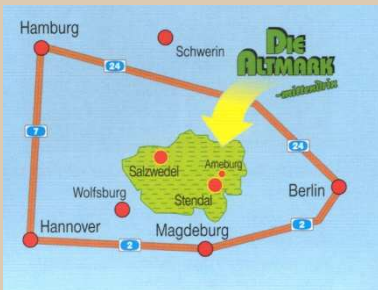 Hamburg
Schwerin
DIE
ALTMARK
...mittendrin
24
7
24
Salzwedel
Arneburg
Wolfsburg
Stendal
Berlin
Hannover
2
Magdeburg
2